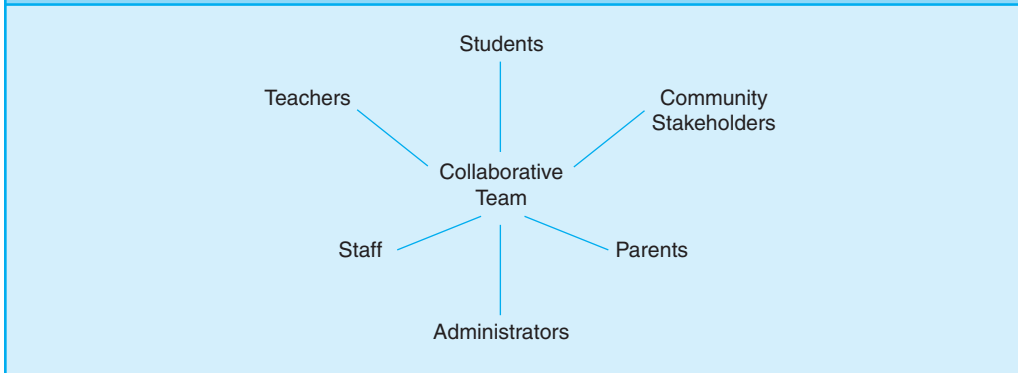 Students
Teachers
Community
Stakeholders
Collaborative
Team
Staff
Parents
Administrators